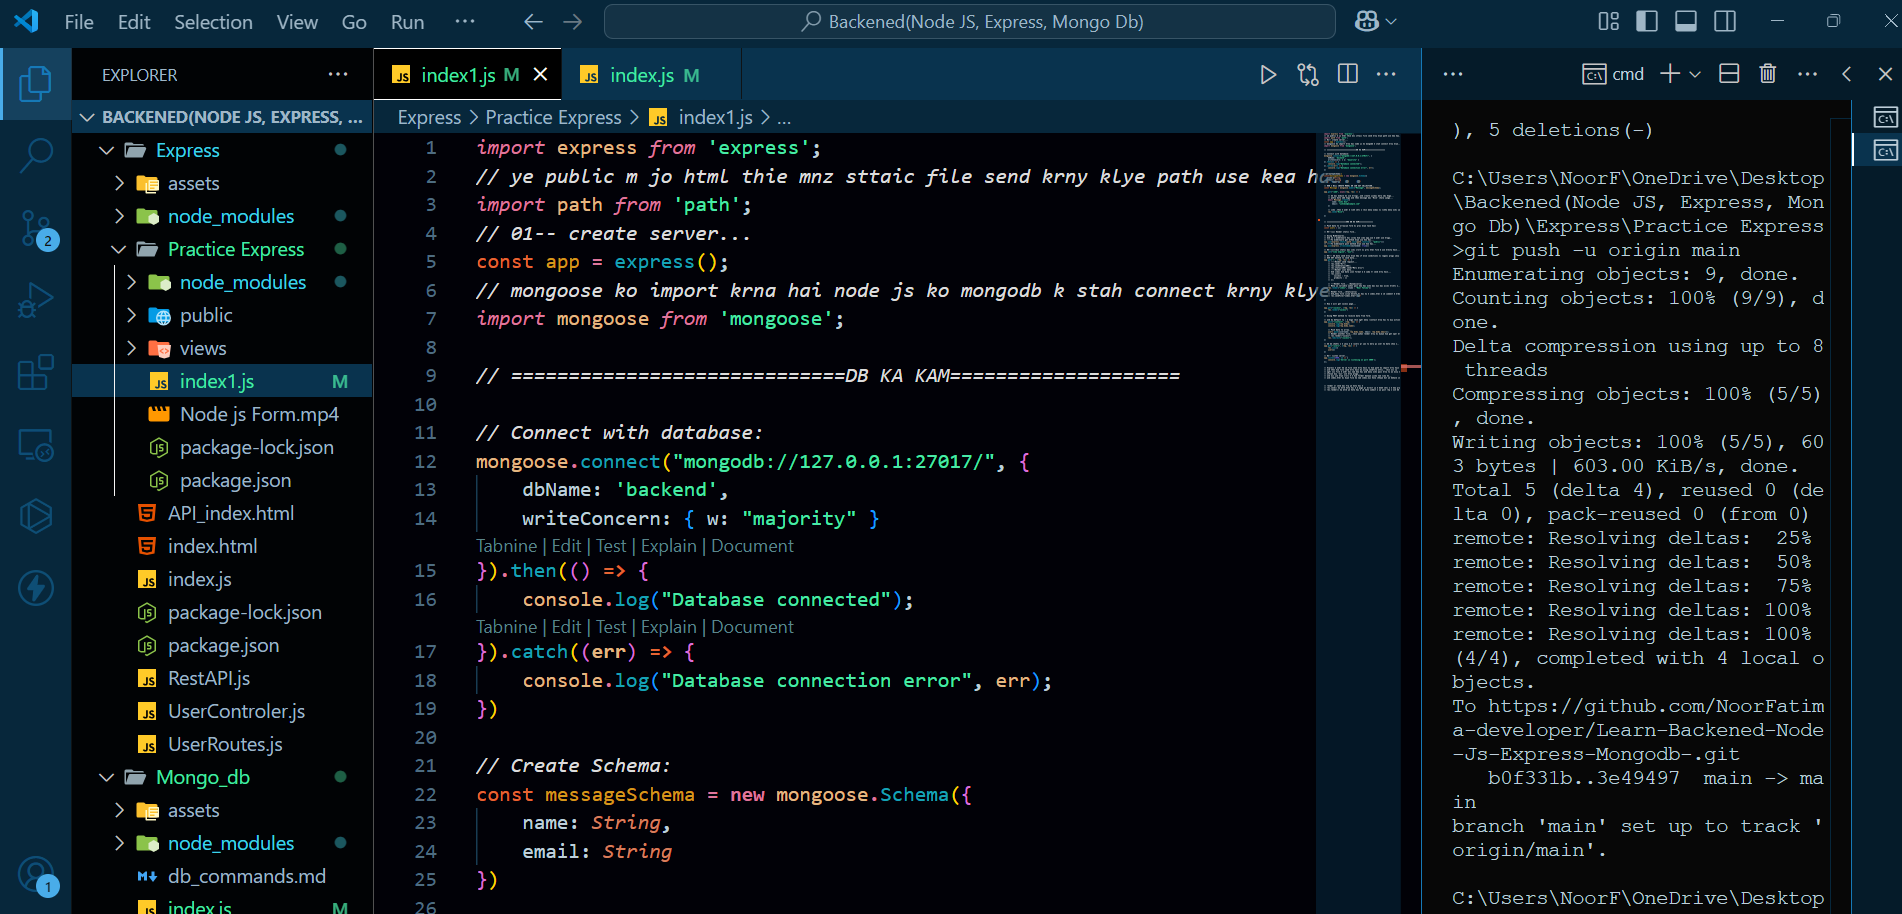 File Edit Selection View Go Run ··· Backened(Node JS, Express, Mongo Db)
EXPLORER
BACKENED(NODE JS, EXPRESS, ...
Express
assets
node_modules
Practice Express
node_modules
public
views
index1.js M
Node js Form.mp4
package-lock.json
package.json
API_index.html
index.html
index.js
package-lock.json
package.json
RestAPI.js
UserControler.js
UserRoutes.js
Mongo_db
assets
node_modules
db_commands.md
index.js M
2
1
index1.js M
index.js M
Express > Practice Express > index1.js > ...
1 import express from 'express';
2 // ye public m jo html thie mnz sttaic file send krny klye path use kea ha
3 import path from 'path';
4 // 01-- create server...
5 const app = express();
6 // mongoose ko import krna hai node js ko mongodb k stah connect krny klye
7 import mongoose from 'mongoose';
8
9 // =============================DB KA KAM====================
10
11 // Connect with database:
12 mongoose.connect("mongodb://127.0.0.1:27017/", {
13 dbName: 'backend',
14 writeConcern: { w: "majority" }
Tabnine | Edit | Test | Explain | Document
15 }).then(() => {
16 console.log("Database connected");
Tabnine | Edit | Test | Explain | Document
17 }).catch((err) => {
18 console.log("Database connection error", err);
19 })
20
21 // Create Schema:
22 const messageSchema = new mongoose.Schema({
23 name: String,
24 email: String
25 })
26
cmd
), 5 deletions(-)
C:\Users\NoorF\OneDrive\Desktop
\Backened(Node JS, Express, Mon
go Db)\Express\Practice Express
>git push -u origin main
Enumerating objects: 9, done.
Counting objects: 100% (9/9), d
one.
Delta compression using up to 8
threads
Compressing objects: 100% (5/5)
, done.
Writing objects: 100% (5/5), 60
3 bytes | 603.00 KiB/s, done.
Total 5 (delta 4), reused 0 (de
lta 0), pack-reused 0 (from 0)
remote: Resolving deltas:  25%
remote: Resolving deltas:  50%
remote: Resolving deltas:  75%
remote: Resolving deltas: 100%
remote: Resolving deltas: 100%
(4/4), completed with 4 local o
bjects.
To https://github.com/NoorFatim
a-developer/Learn-Backened-Node
-Js-Express-Mongodb-.git
b0f331b..3e49497  main -> ma
in
branch 'main' set up to track '
origin/main'.
C:\Users\NoorF\OneDrive\Desktop